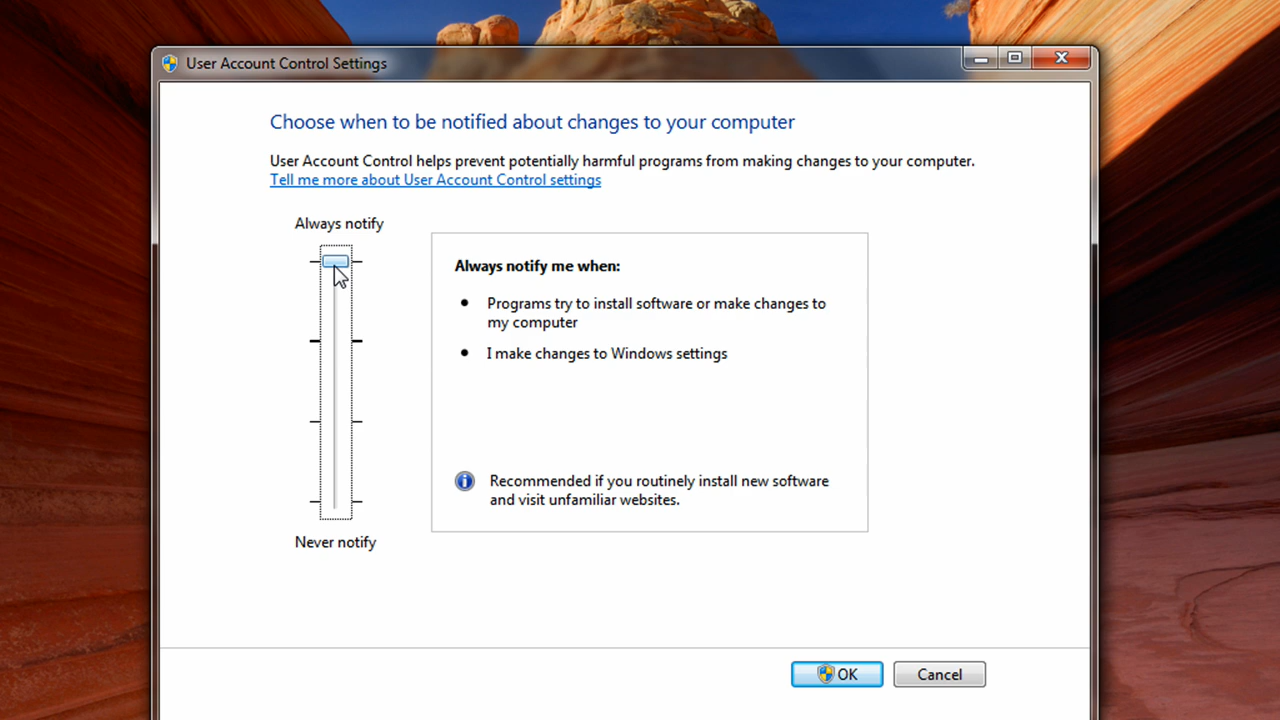 User Account Control Settings
Choose when to be notified about changes to your computer
User Account Control helps prevent potentially harmful programs from making changes to your computer.
Tell me more about User Account Control settings
Always notify
Always notify me when:
Programs try to install software or make changes to
my computer
I make changes to Windows settings
Recommended if you routinely install new software
and visit unfamiliar websites.
Never notify
OK
Cancel